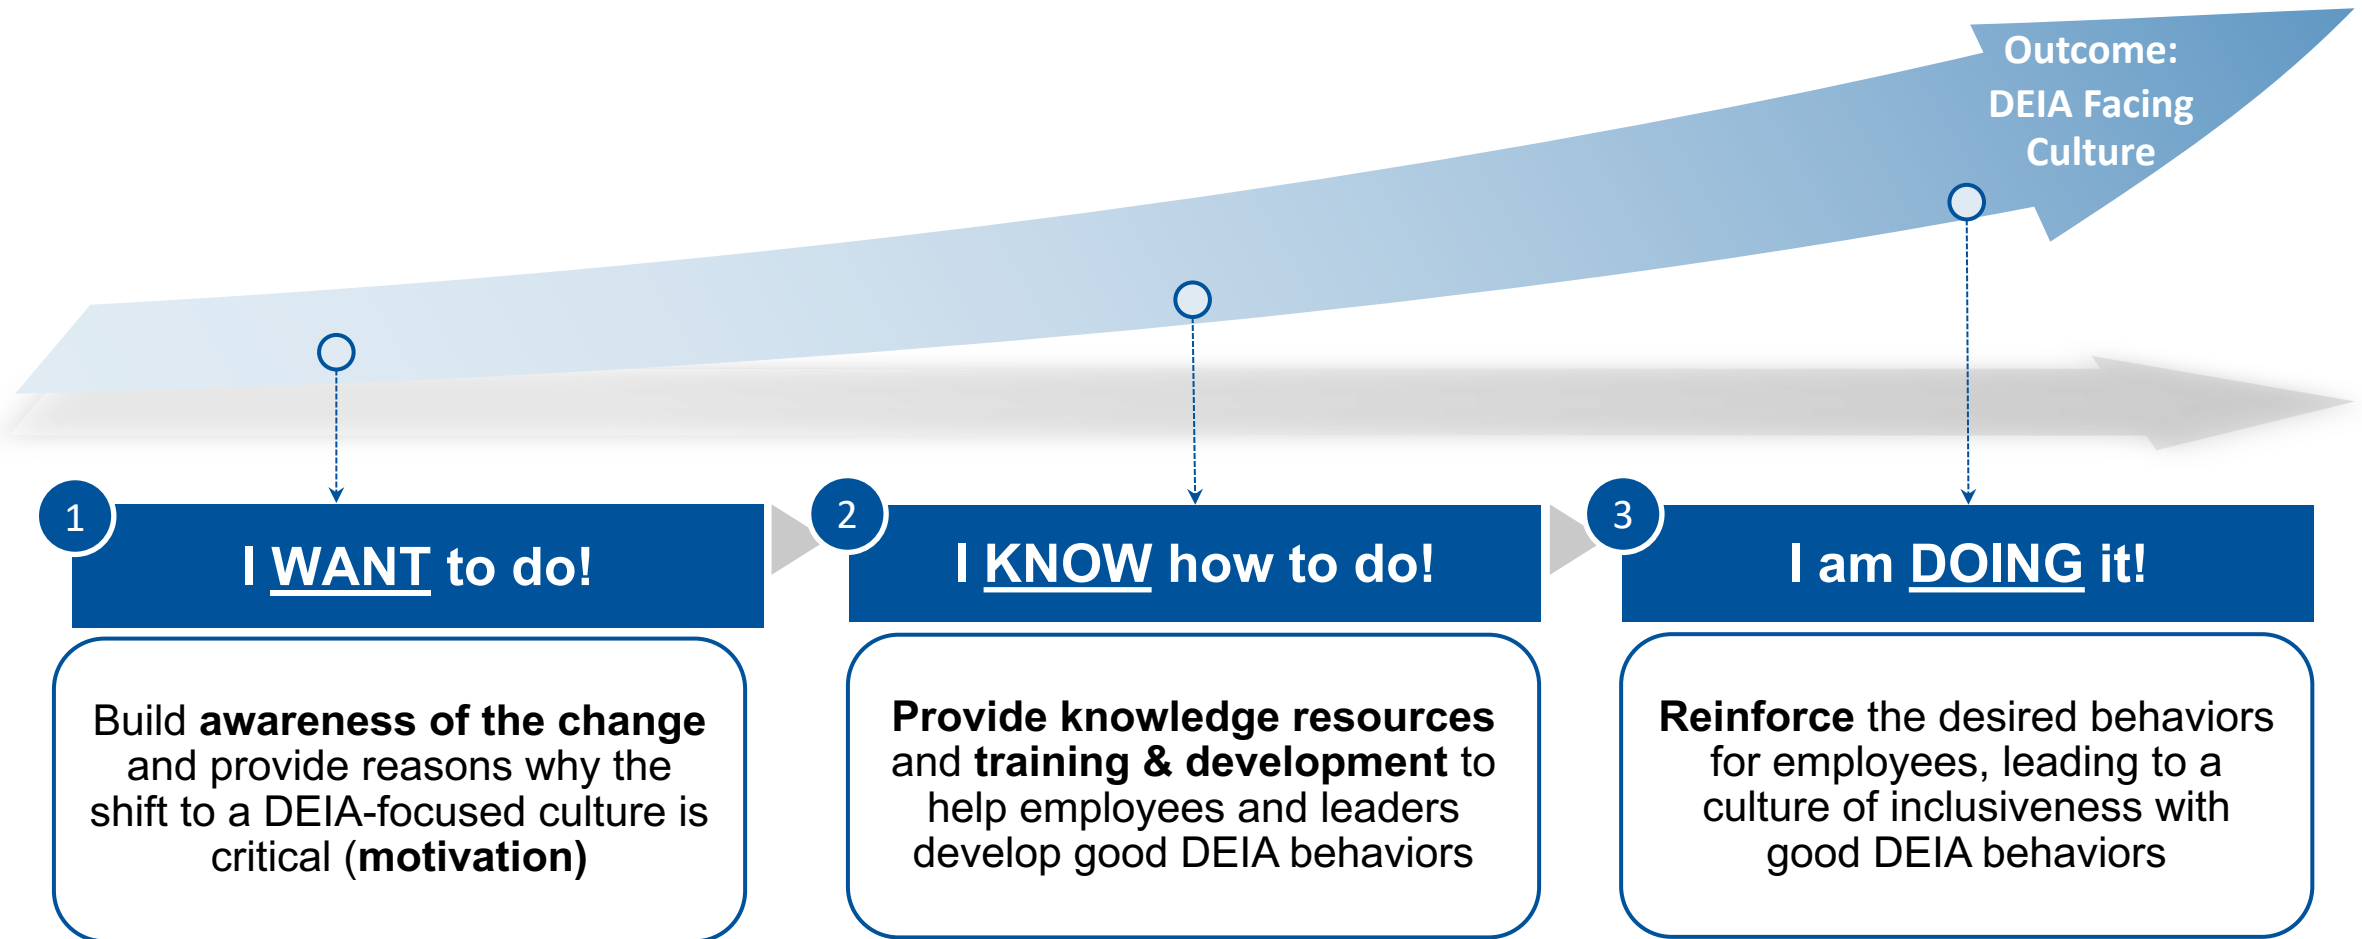 Outcome:
DEIA Facing
Culture
1
I WANT to do!
Build awareness of the change
and provide reasons why the
shift to a DEIA-focused culture is
critical (motivation)
2
I KNOW how to do!
Provide knowledge resources
and training & development to
help employees and leaders
develop good DEIA behaviors
3
I am DOING it!
Reinforce the desired behaviors
for employees, leading to a
culture of inclusiveness with
good DEIA behaviors